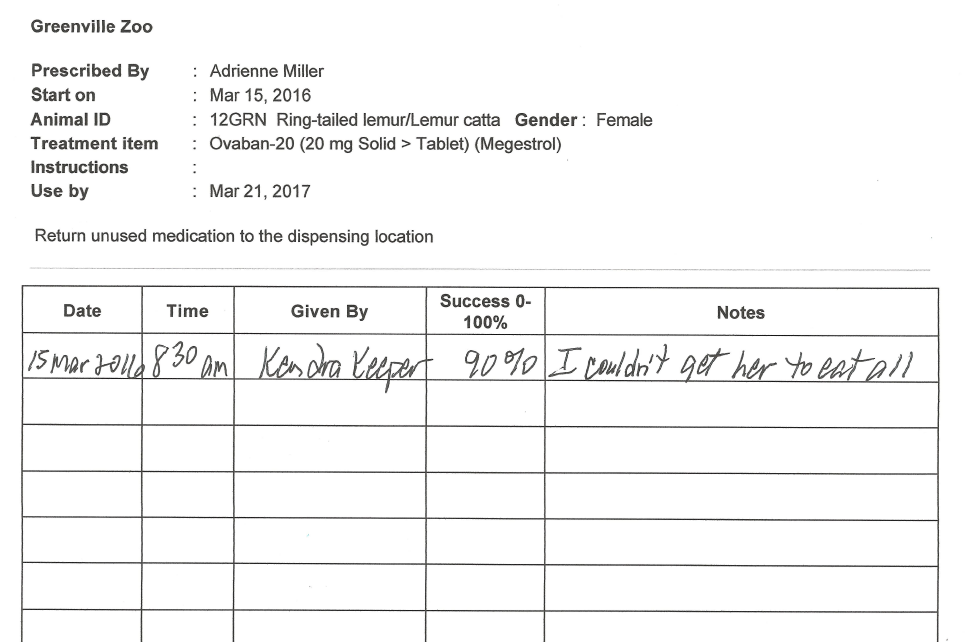 Greenville Zoo
Prescribed By : Adrienne Miller
Start on : Mar 15, 2016
Animal ID : 12GRN Ring-tailed lemur/Lemur catta Gender : Female
Treatment item : Ovaban-20 (20 mg Solid > Tablet) (Megestrol)
Instructions :
Use by : Mar 21, 2017
Return unused medication to the dispensing location
Date Time Given By Success 0-100% Notes
15 Mar 2016 830 am Kendra Keeper 90% I couldn't get her to eat all